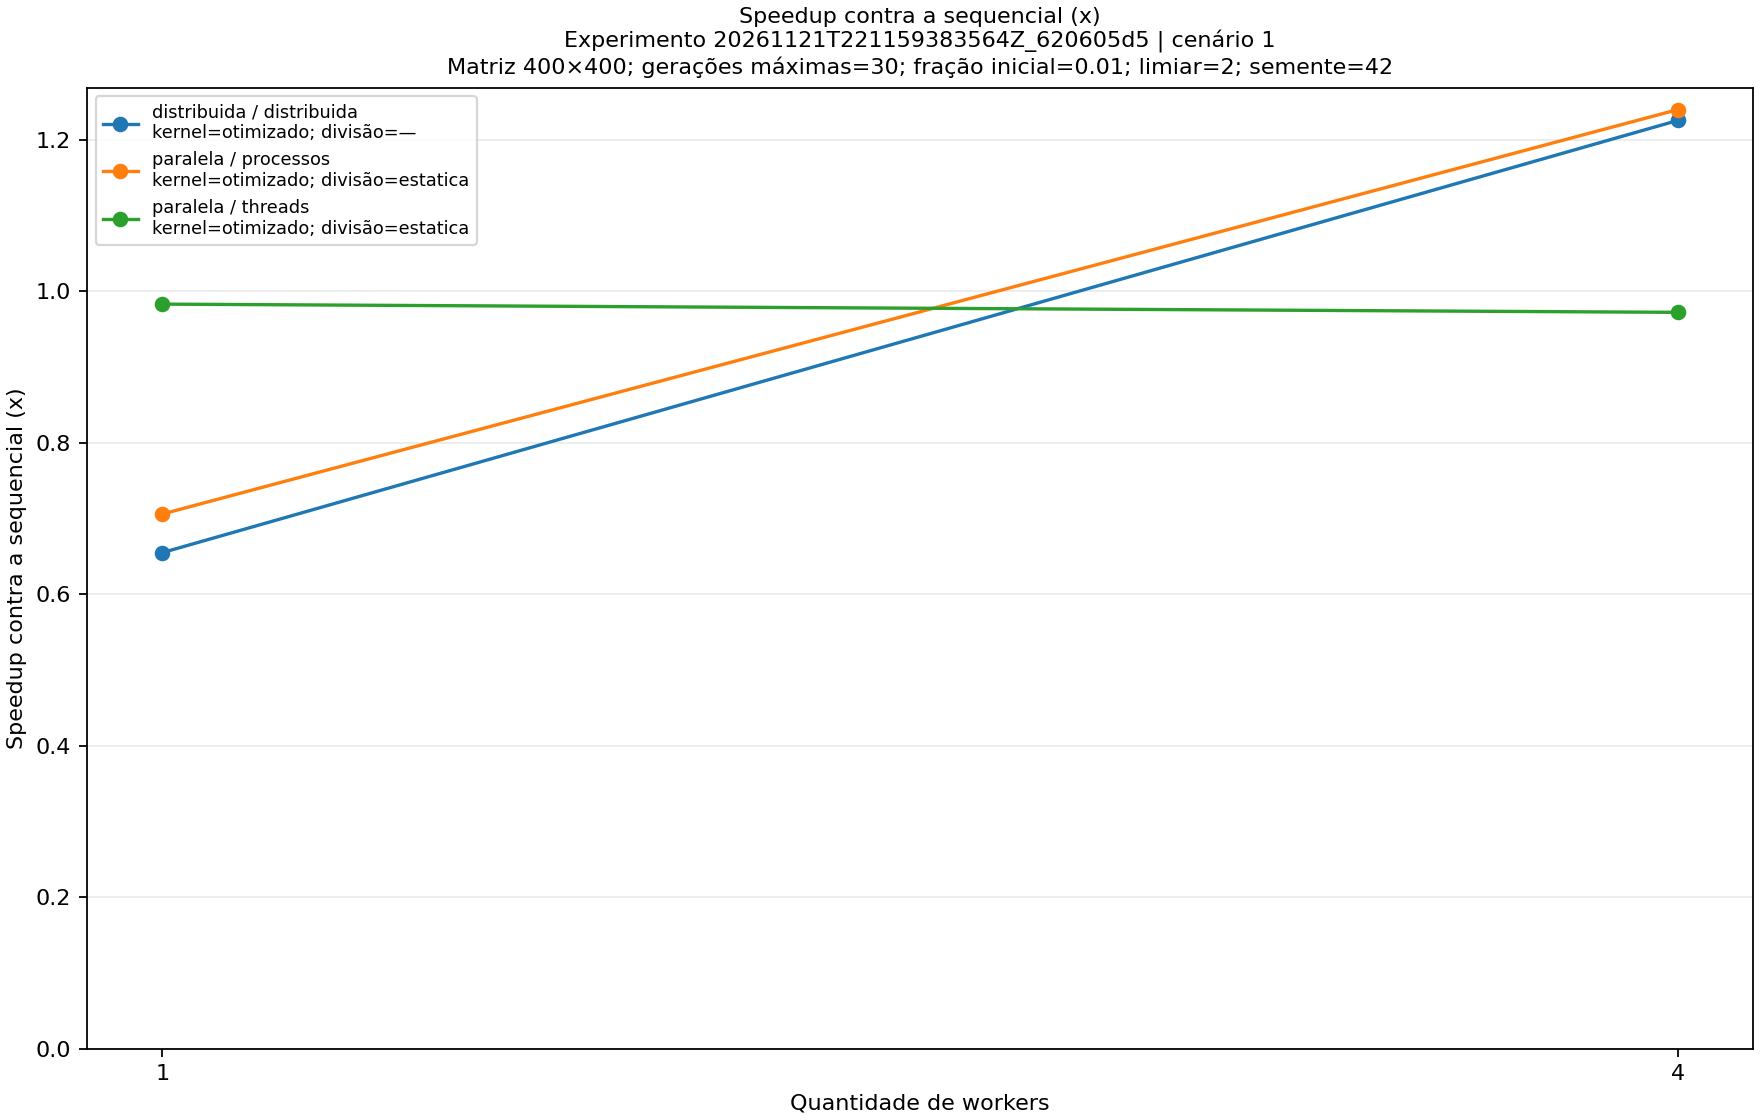 Speedup contra a sequencial (x)
Experimento 20261121T221159383564Z_620605d5 | cenário 1
Matriz 400×400; gerações máximas=30; fração inicial=0.01; limiar=2; semente=42
distribuida / distribuida
kernel=otimizado; divisão=—
paralela / processos
kernel=otimizado; divisão=estatica
paralela / threads
kernel=otimizado; divisão=estatica
Speedup contra a sequencial (x)
1.2
1.0
0.8
0.6
0.4
0.2
0.0
1
4
Quantidade de workers